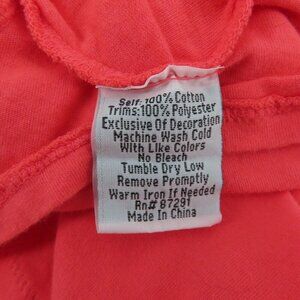 Self: 100% Cotton
Trims:100% Polyester
Exclusive Of Decoration
Machine Wash Cold
With Like Colors
No Bleach
Tumble Dry Low
Remove Promptly
Warm Iron If Needed
Rn# 87291
Made In China